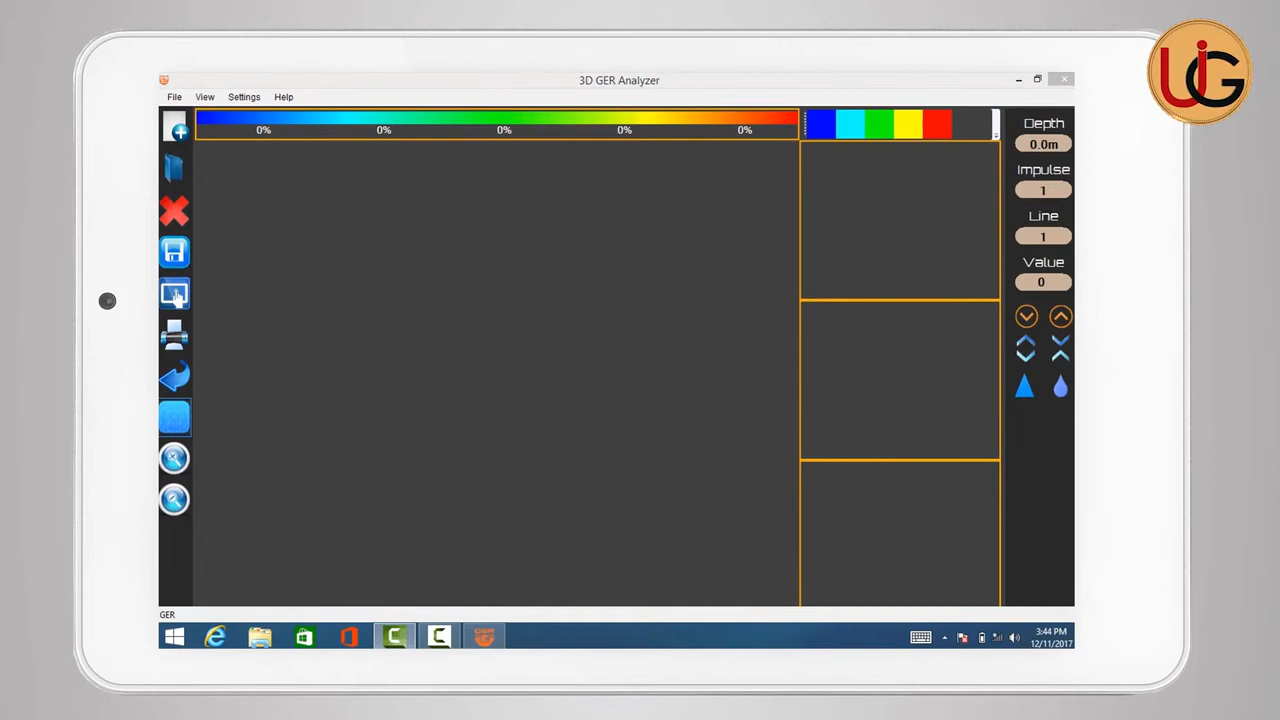 UiG
3D GER Analyzer
File View Settings Help
0% 0% 0% 0% 0%
Depth
0.0m
Impulse
1
Line
1
Value
0
GER
3:44 PM
12/11/2017